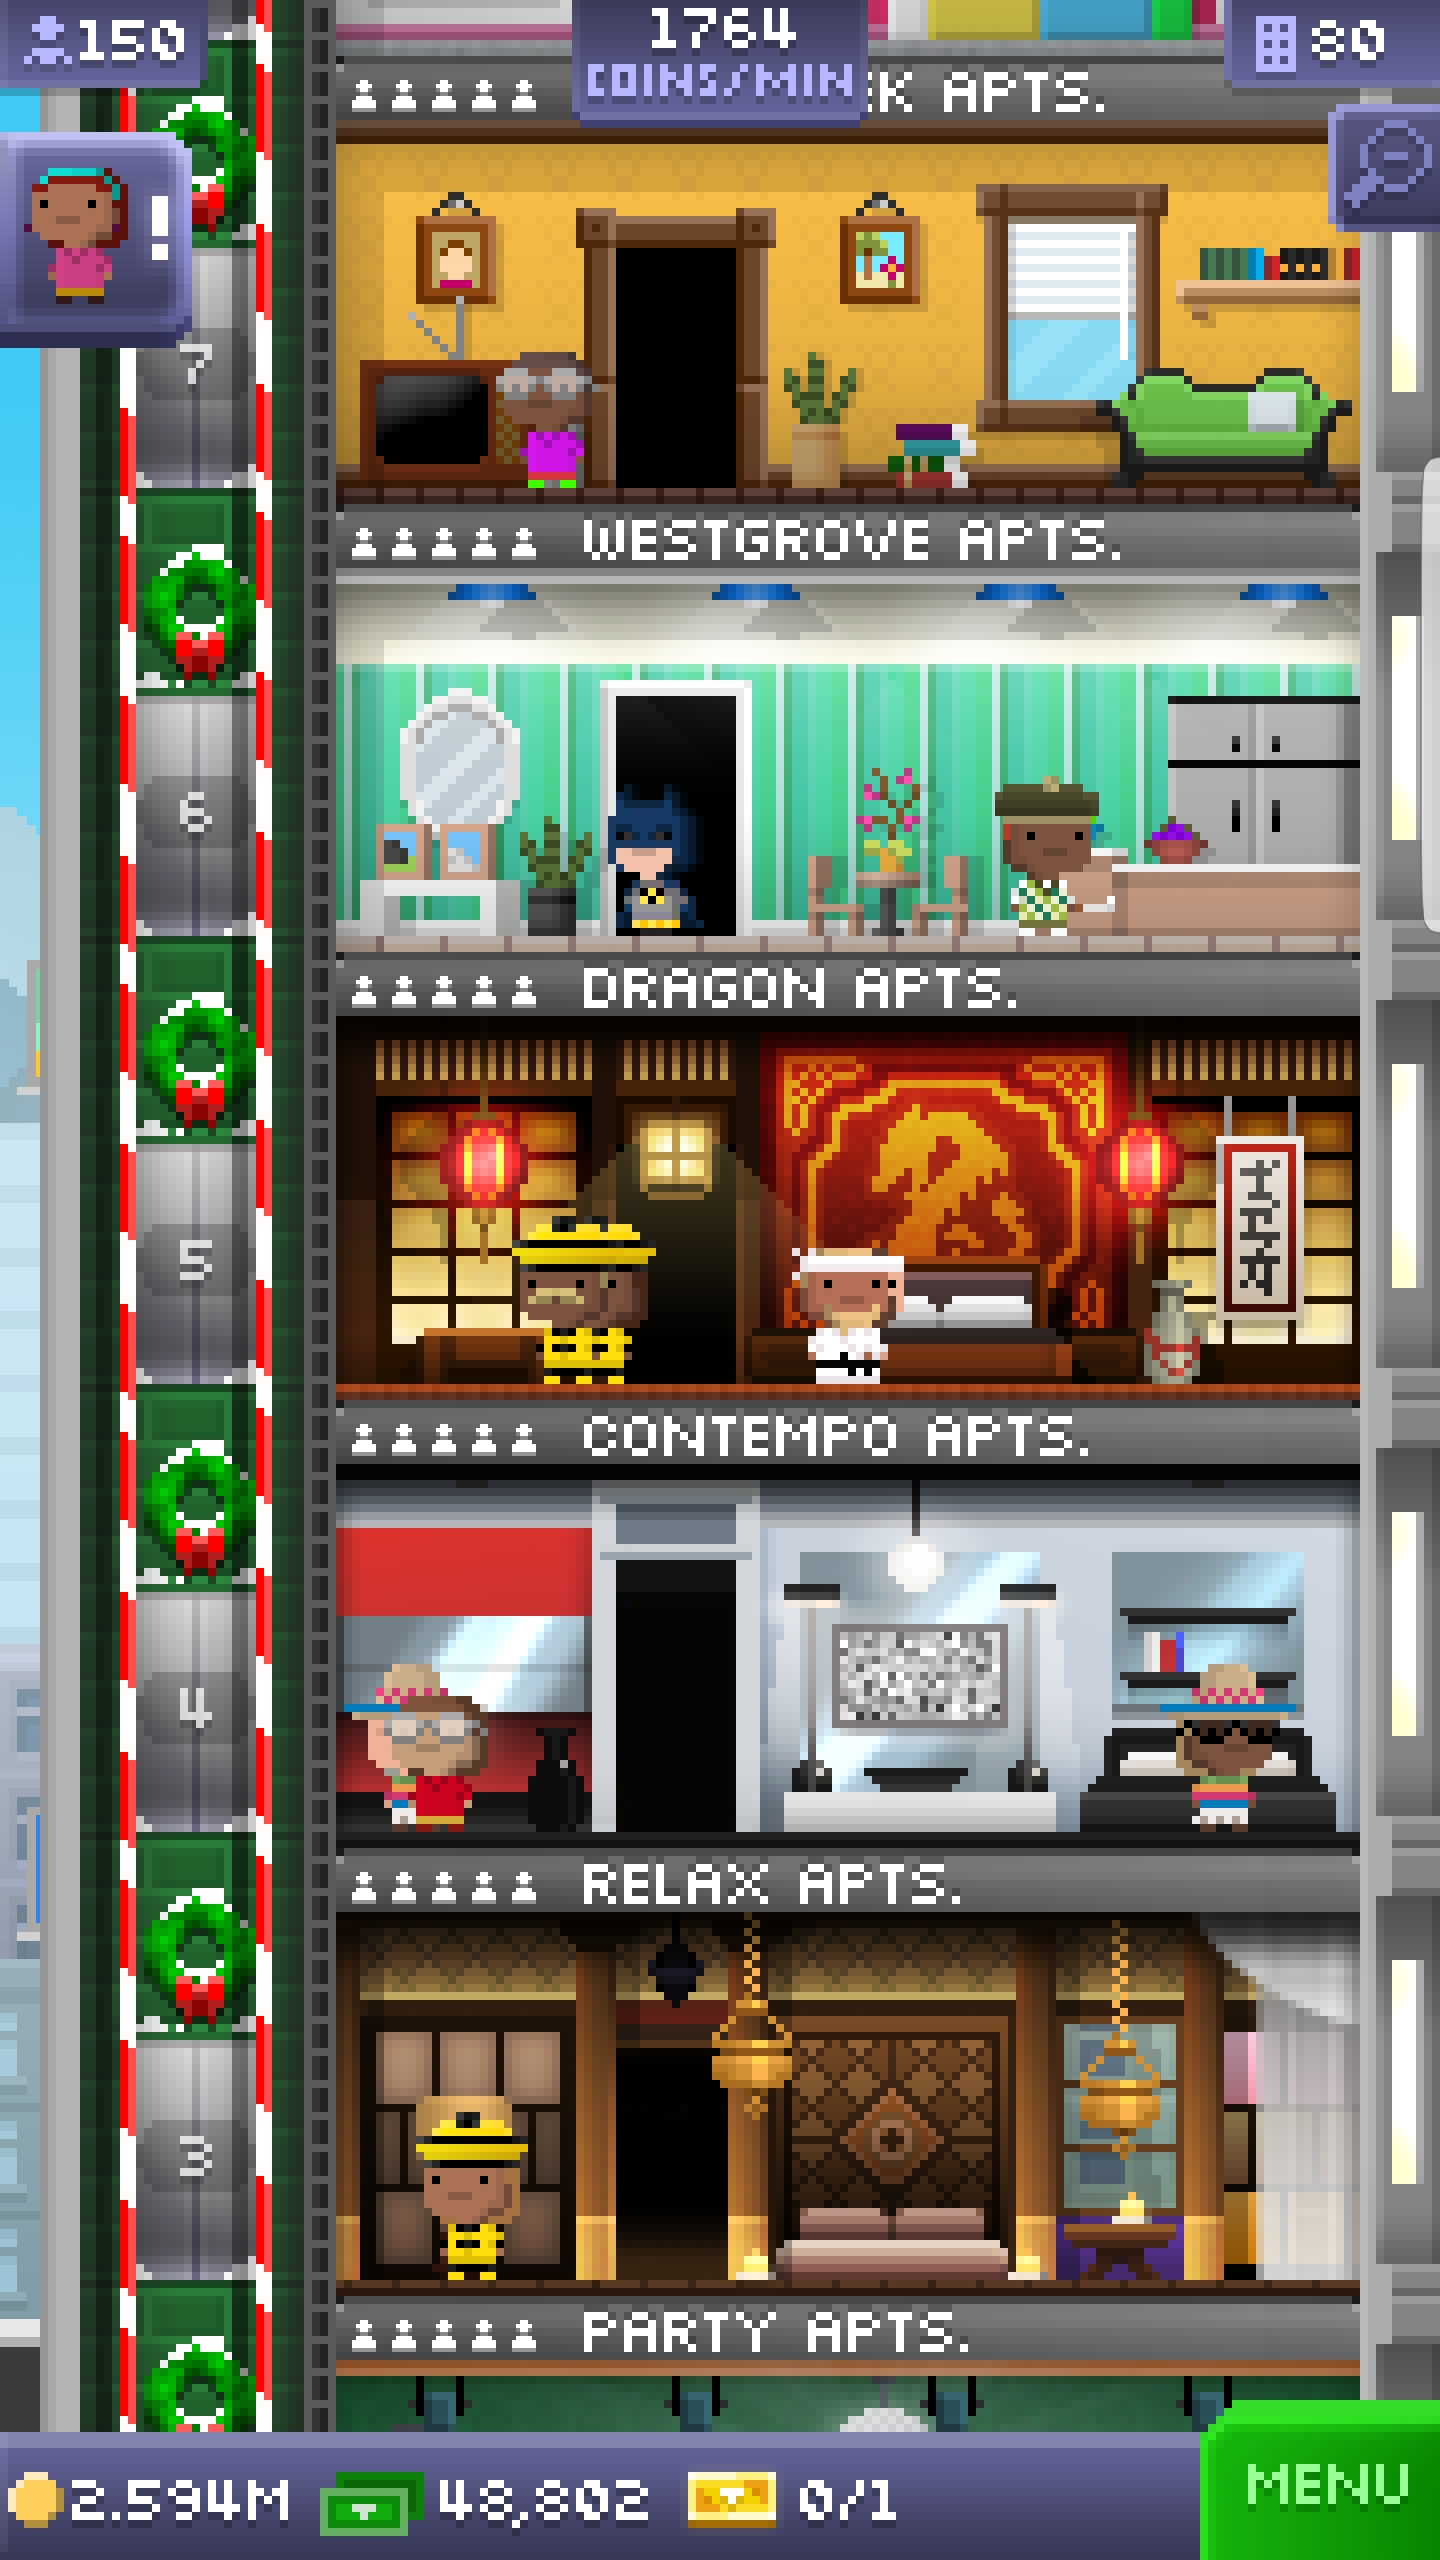 150
1764
COINS/MIN
80
K APTS.
!
7
WESTGROVE APTS.
6
DRAGON APTS.
5
CONTEMPO APTS.
4
RELAX APTS.
3
PARTY APTS.
2.594M
48,802
0/1
MENU